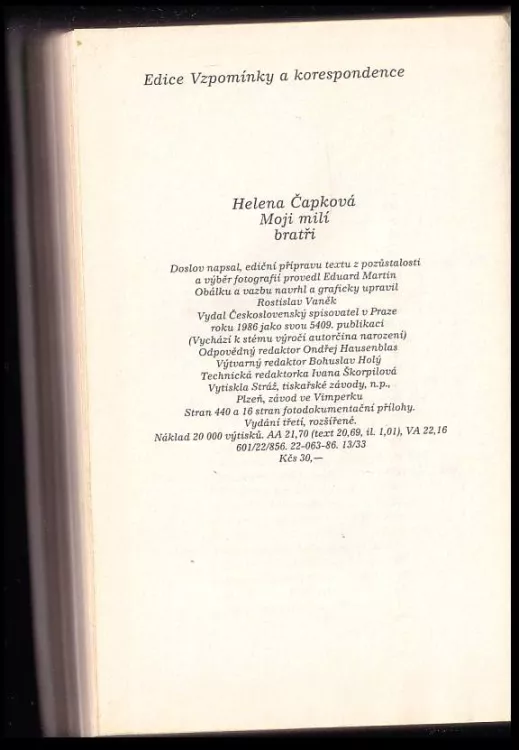 Edice Vzpomínky a korespondence
Helena Čapková
Moji milí
bratři
Doslov napsal, ediční přípravu textu z pozůstalosti
a výběr fotografií provedl Eduard Martin
Obálku a vazbu navrhl a graficky upravil
Rostislav Vaněk
Vydal Československý spisovatel v Praze
roku 1986 jako svou 5409. publikaci
(Vychází k stému výročí autorčina narození)
Odpovědný redaktor Ondřej Hausenblas
Výtvarný redaktor Bohuslav Holý
Technická redaktorka Ivana Škorpilová
Vytiskla Stráž, tiskařské závody, n.p.,
Plzeň, závod ve Vimperku
Stran 440 a 16 stran fotodokumentační přílohy.
Vydání třetí, rozšířené.
Náklad 20 000 výtisků. AA 21,70 (text 20,69, il. 1,01), VA 22,16
601/22/856. 22-063-86. 13/33
Kčs 30,—